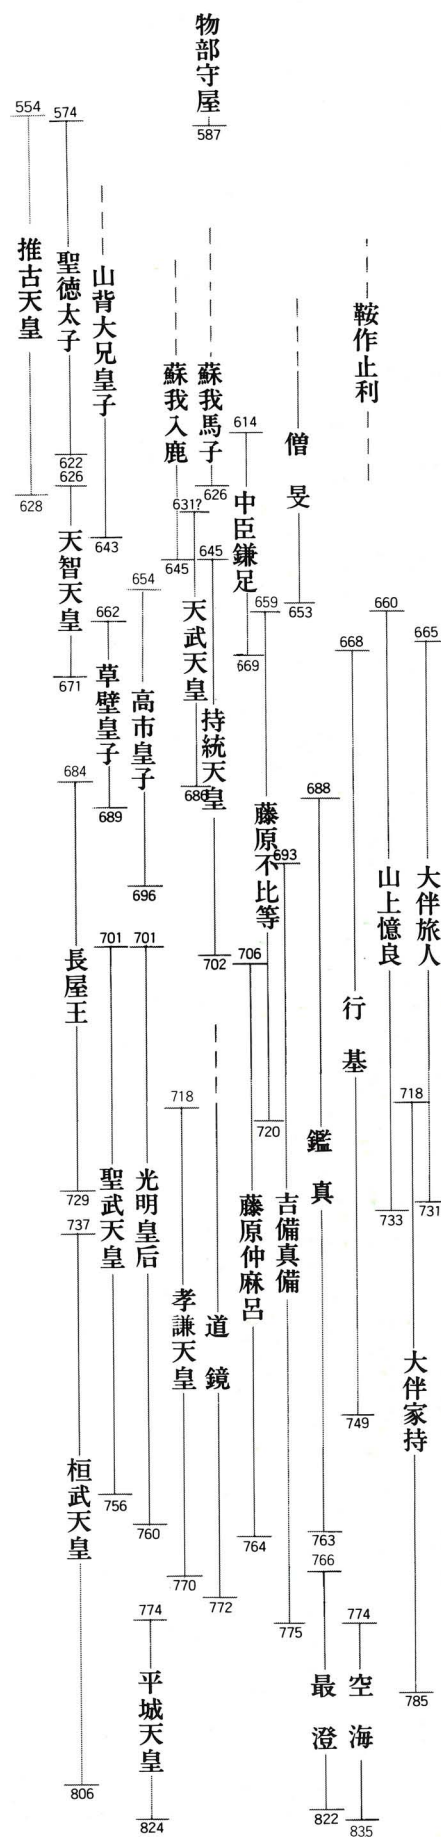 物部守屋
587
554
推古天皇
628
574
聖徳太子
622
山背大兄皇子
643
蘇我入鹿
645
蘇我馬子
626
鞍作止利
僧旻
653
614
中臣鎌足
669
626
天智天皇
671
631?
天武天皇
686
645
持統天皇
702
654
高市皇子
696
662
草壁皇子
689
659
藤原不比等
720
660
山上憶良
733
665
大伴旅人
731
668
行基
749
684
長屋王
729
688
鑑真
763
693
吉備真備
775
701
聖武天皇
756
701
光明皇后
760
706
藤原仲麻呂
764
718
孝謙天皇
770
道鏡
772
718
大伴家持
785
737
桓武天皇
806
766
最澄
822
774
空海
835
774
平城天皇
824